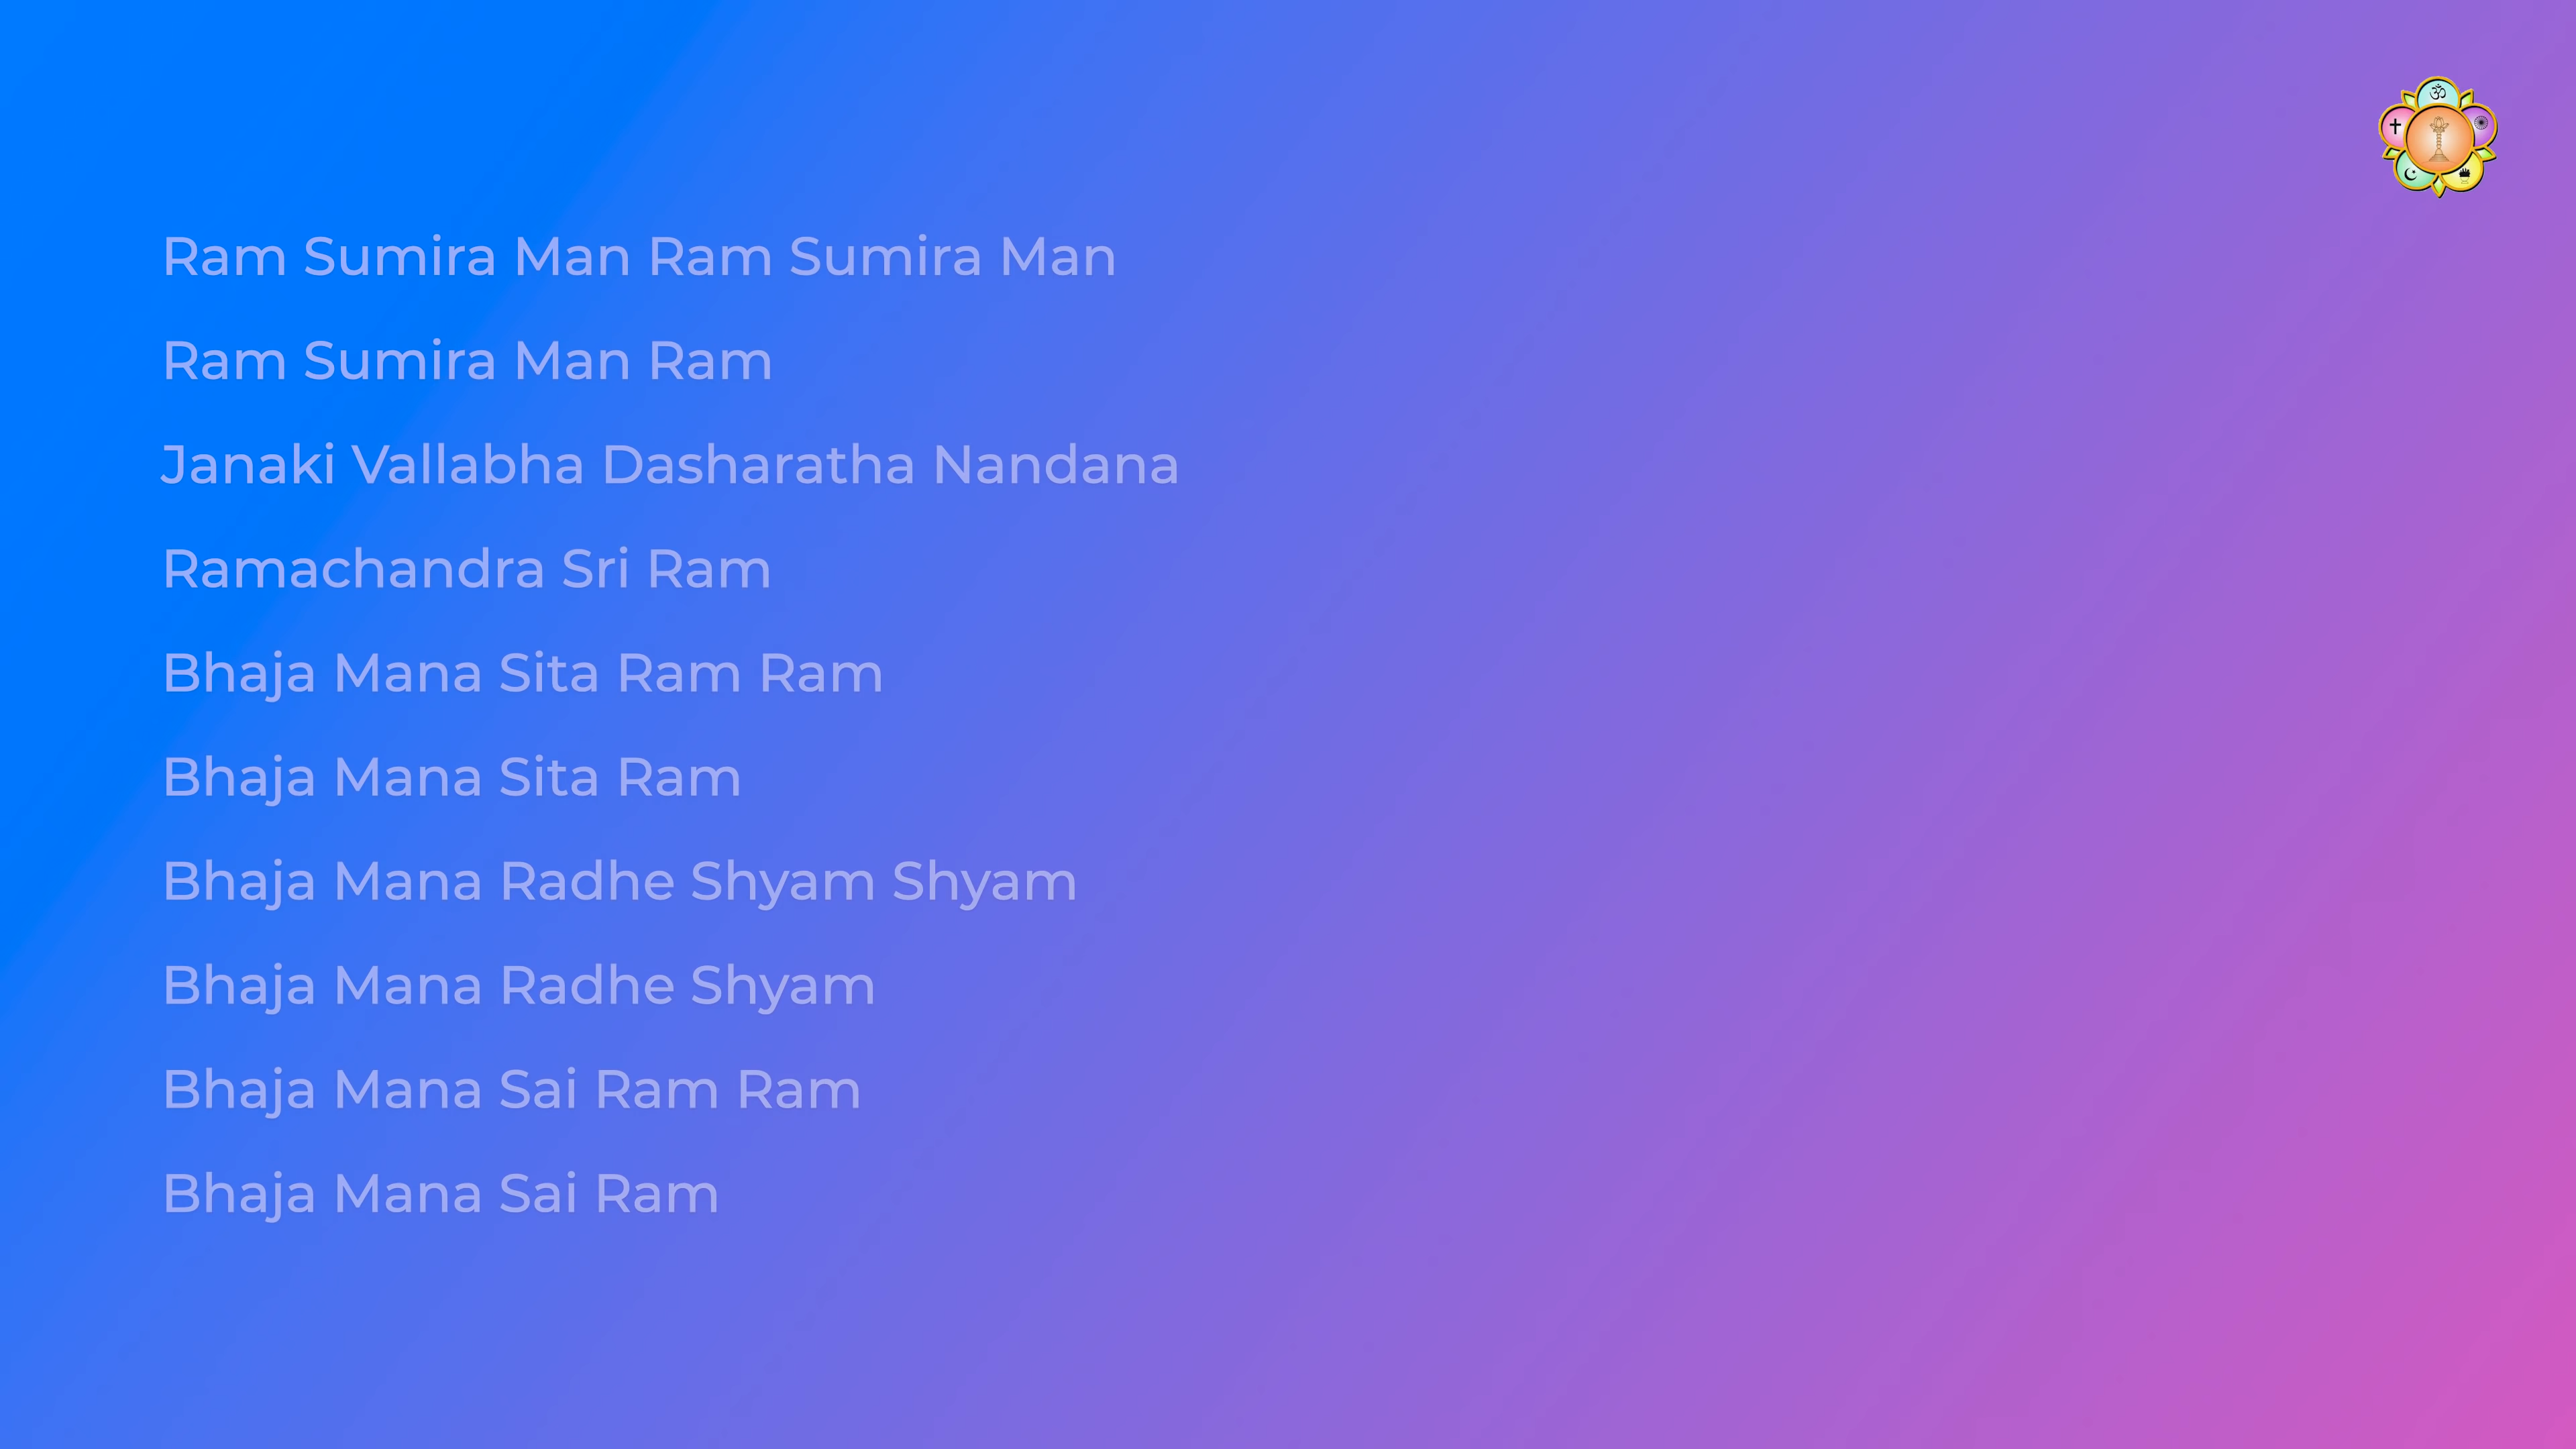 Ram Sumira Man Ram Sumira Man
Ram Sumira Man Ram
Janaki Vallabha Dasharatha Nandana
Ramachandra Sri Ram
Bhaja Mana Sita Ram Ram
Bhaja Mana Sita Ram
Bhaja Mana Radhe Shyam Shyam
Bhaja Mana Radhe Shyam
Bhaja Mana Sai Ram Ram
Bhaja Mana Sai Ram